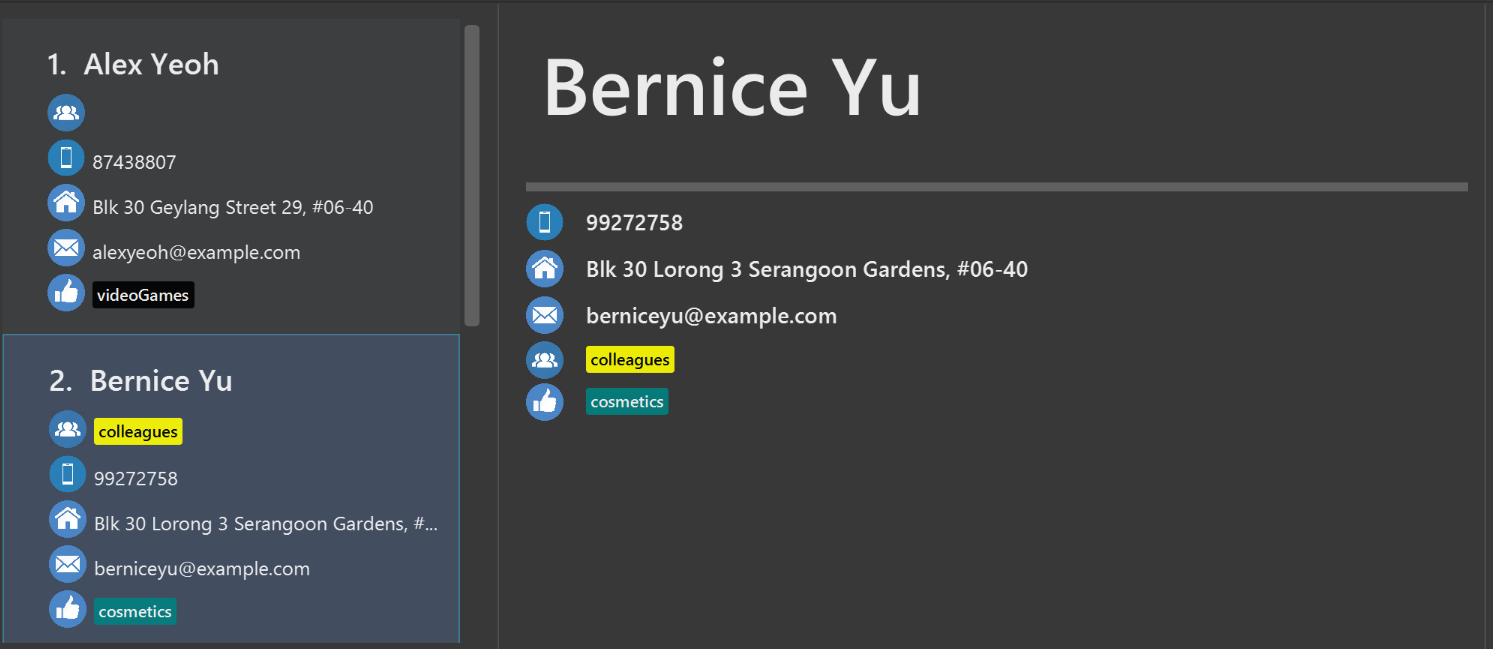 1. Alex Yeoh
87438807
Blk 30 Geylang Street 29, #06-40
alexyeoh@example.com
videoGames
2. Bernice Yu
colleagues
99272758
Blk 30 Lorong 3 Serangoon Gardens, #...
berniceyu@example.com
cosmetics
Bernice Yu
99272758
Blk 30 Lorong 3 Serangoon Gardens, #06-40
berniceyu@example.com
colleagues
cosmetics